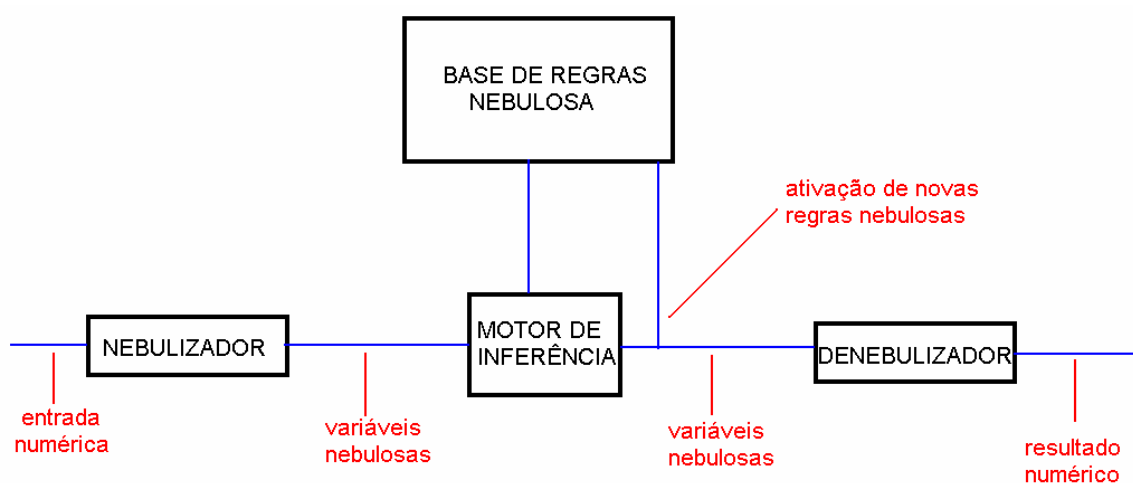 BASE DE REGRAS
NEBULOSA
ativação de novas
regras nebulosas
NEBULIZADOR
MOTOR DE
INFERÊNCIA
DENEBULIZADOR
entrada
numérica
variáveis
nebulosas
variáveis
nebulosas
resultado
numérico